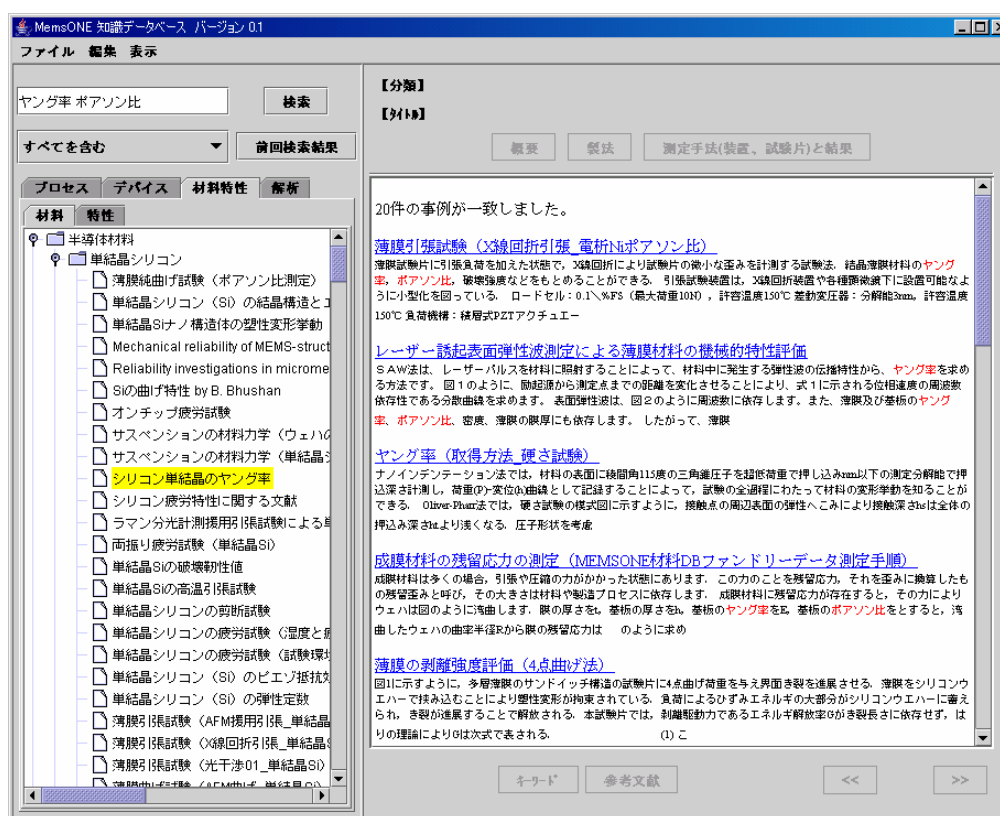 MemsONE 知識データベース バージョン 0.1
ファイル 編集 表示
ヤング率 ポアソン比
検索
すべてを含む
前回検索結果
プロセス デバイス 材料特性 解析
材料 特性
半導体材料
単結晶シリコン
薄膜純曲げ試験（ポアソン比測定）
単結晶シリコン（Si）の結晶構造とエ
単結晶Siナノ構造体の塑性変形挙動
Mechanical reliability of MEMS-struct
Reliability investigations in microme
Siの曲げ特性 by B. Bhushan
オンチップ疲労試験
サスペンションの材料力学（ウェハの
サスペンションの材料力学（単結晶シ
シリコン単結晶のヤング率
シリコン疲労特性に関する文献
ラマン分光計測援用引張試験による単
両振り疲労試験（単結晶Si）
単結晶Siの破壊靭性値
単結晶Siの高温引張試験
単結晶シリコンの剪断試験
単結晶シリコンの疲労試験（湿度と疲
単結晶シリコンの疲労試験（試験環境
単結晶シリコン（Si）のピエゾ抵抗効
単結晶シリコン（Si）の弾性定数
薄膜引張試験（AFM援用引張_単結晶
薄膜引張試験（X線回折引張_単結晶S
薄膜引張試験（光干渉01_単結晶Si）
薄膜曲げ試験（AFM曲げ_単結晶Si）
【分類】
【タイトル】
概要 製法 測定手法(装置、試験片)と結果
20件の事例が一致しました。
薄膜引張試験（X線回折引張_電析Niポアソン比）
薄膜試験片に引張負荷を加えた状態で，X線回折により試験片の微小な歪みを計測する試験法．結晶薄膜材料のヤング
率，ポアソン比，破壊強度などをもとめることができる．引張試験装置は，X線回折装置や各種顕微鏡下に設置可能なよ
うに小型化を図っている． ロードセル：0.1\%FS（最大荷重10N），許容温度150℃ 差動変圧器：分解能3nm，許容温度
150℃ 負荷機構：積層式PZTアクチュエー
レーザー誘起表面弾性波測定による薄膜材料の機械的特性評価
ＳＡＷ法は、レーザーパルスを材料に照射することによって、材料中に発生する弾性波の伝播特性から、ヤング率を求め
る方法です。 図１のように、励起源から測定点までの距離を変化させることにより、式１に示される位相速度の周波数
依存性である分散曲線を求めます。 表面弾性波は、図２のように周波数に依存します。また、薄膜及び基板のヤング
率、ポアソン比、密度、薄膜の膜厚にも依存します。 したがって、薄膜
ヤング率（取得方法_硬さ試験）
ナノインデンテーション法では，材料の表面に稜間角115度の三角錐圧子を超低荷重で押し込みnm以下の測定分解能で押
込深さ計測し，荷重(P)-変位(h)曲線として記録することによって，試験の全過程にわたって材料の変形挙動を知ることが
できる． Oliver-Pharr法では，硬さ試験の模式図に示すように，接触点の周辺表面の弾性へこみにより接触深さhcは全体の
押込み深さhtより浅くなる．圧子形状を考慮
成膜材料の残留応力の測定（MEMSONE材料DBファンドリーデータ測定手順）
成膜材料は多くの場合，引張や圧縮の力がかかった状態にあります．この力のことを残留応力，それを歪みに換算したも
の残留歪みと呼び，その大きさは材料や製造プロセスに依存します． 成膜材料に残留応力が存在すると，その力により
ウェハは図のように湾曲します．膜の厚さをt，基板の厚さをh，基板のヤング率をE，基板のポアソン比をとすると，湾
曲したウェハの曲率半径Rから膜の残留応力は のように求め
薄膜の剥離強度評価（4点曲げ法）
図1に示すように，多層薄膜のサンドイッチ構造の試験片に4点曲げ荷重を与え界面き裂を進展させる．薄膜をシリコンウ
エハーで挟み込むことにより塑性変形が拘束されている．負荷によるひずみエネルギの大部分がシリコンウエハーに蓄え
られ，き裂が進展することで解放される．本試験片では，剥離駆動力であるエネルギ解放率Gがき裂長さに依存せず，は
りの理論によりGは次式で表される． (1) こ
キーワード 参考文献 << >>